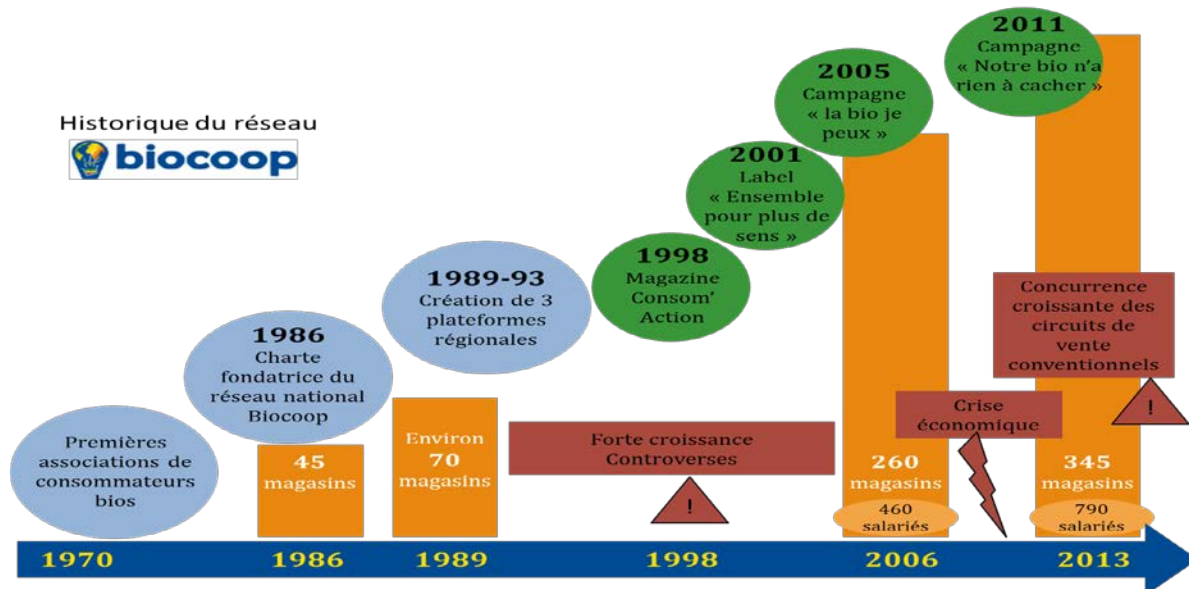 Historique du réseau
biocoop
Premières
associations de
consommateurs
bios
1986
Charte
fondatrice du
réseau national
Biocoop
45
magasins
1989-93
Création de 3
plateformes
régionales
Environ
70
magasins
1998
Magazine
Consom'
Action
Forte croissance
Controverses
!
2001
Label
« Ensemble
pour plus de
sens »
2005
Campagne
« la bio je
peux »
260
magasins
460
salariés
Crise
économique
2011
Campagne
« Notre bio n'a
rien à cacher »
Concurrence
croissante des
circuits de
vente
conventionnels
!
345
magasins
790
salariés
1970
1986
1989
1998
2006
2013